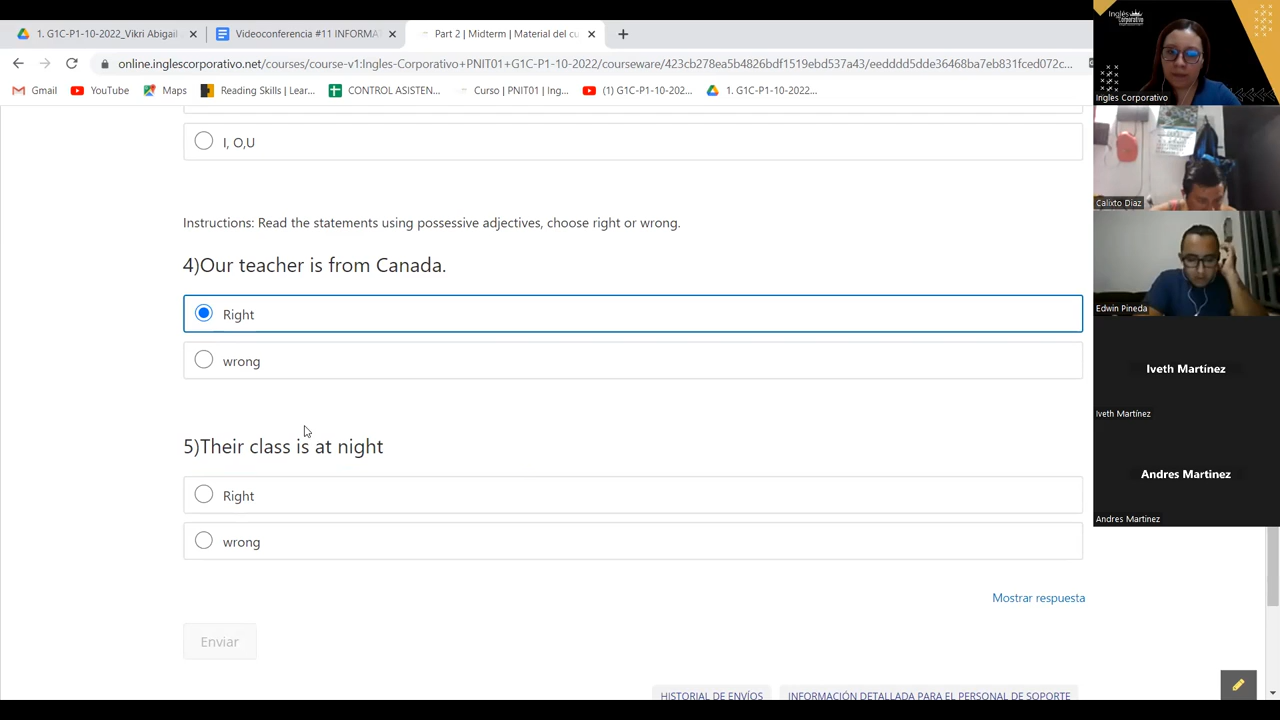 1. G1C-P1-10-2022_Vikri Abigail
Videoconferencia #11 INFORMA
Part 2 | Midterm | Material del cu
online.inglescorporativo.net/courses/course-v1:Ingles-Corporativo+PNIT01+G1C-P1-10-2022/courseware/423cb278ea5b4826bdf1519ebd537a43/eedddd5dde36468ba7eb831fced072c...
Gmail
YouTube
Maps
Reading Skills | Lear...
CONTROL ASISTEN...
Curso | PNIT01 | Ing...
(1) G1C-P1-10-202...
1. G1C-P1-10-2022...
I, O,U
Instructions: Read the statements using possessive adjectives, choose right or wrong.
4)Our teacher is from Canada.
Right
wrong
5)Their class is at night
Right
wrong
Mostrar respuesta
Enviar
HISTORIAL DE ENVÍOS
INFORMACIÓN DETALLADA PARA EL PERSONAL DE SOPORTE
Inglés
Corporativo
Ingles Corporativo
Calixto Diaz
Edwin Pineda
Iveth Martínez
Iveth Martínez
Andres Martinez
Andres Martinez